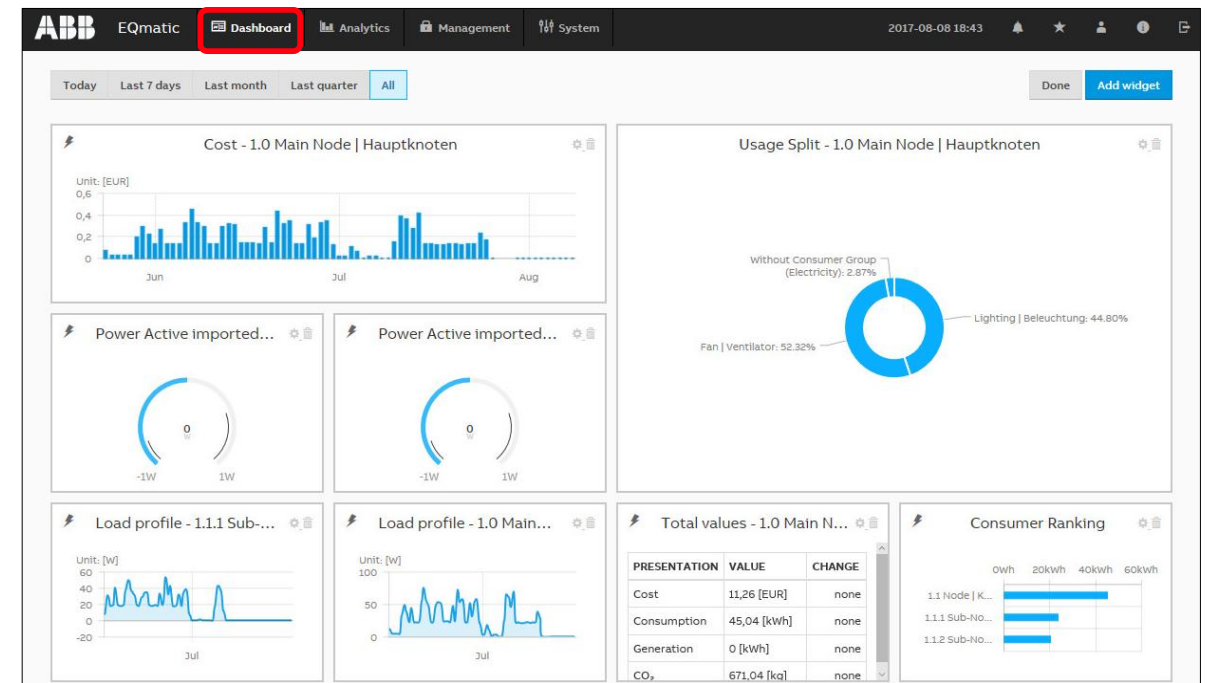 ABB EQmatic Dashboard Analytics Management System 2017-08-08 18:43
Today Last 7 days Last month Last quarter All Done Add widget
Cost - 1.0 Main Node | Hauptknoten
Unit: [EUR]
0,6
0,4
0,2
0
Jun Jul Aug
Usage Split - 1.0 Main Node | Hauptknoten
Without Consumer Group
(Electricity): 2.87%
Lighting | Beleuchtung: 44.80%
Fan | Ventilator: 52.32%
Power Active imported...
0
W
-1W 1W
Power Active imported...
0
W
-1W 1W
Load profile - 1.1.1 Sub-...
Unit: [W]
60
40
20
0
-20
Jul
Load profile - 1.0 Main...
Unit: [W]
100
50
0
Jul
Total values - 1.0 Main N...
PRESENTATION VALUE CHANGE
Cost 11,26 [EUR] none
Consumption 45,04 [kWh] none
Generation 0 [kWh] none
CO₂ 671,04 [kg] none
Consumer Ranking
0Wh 20kWh 40kWh 60kWh
1.1 Node | K...
1.1.1 Sub-No...
1.1.2 Sub-No...